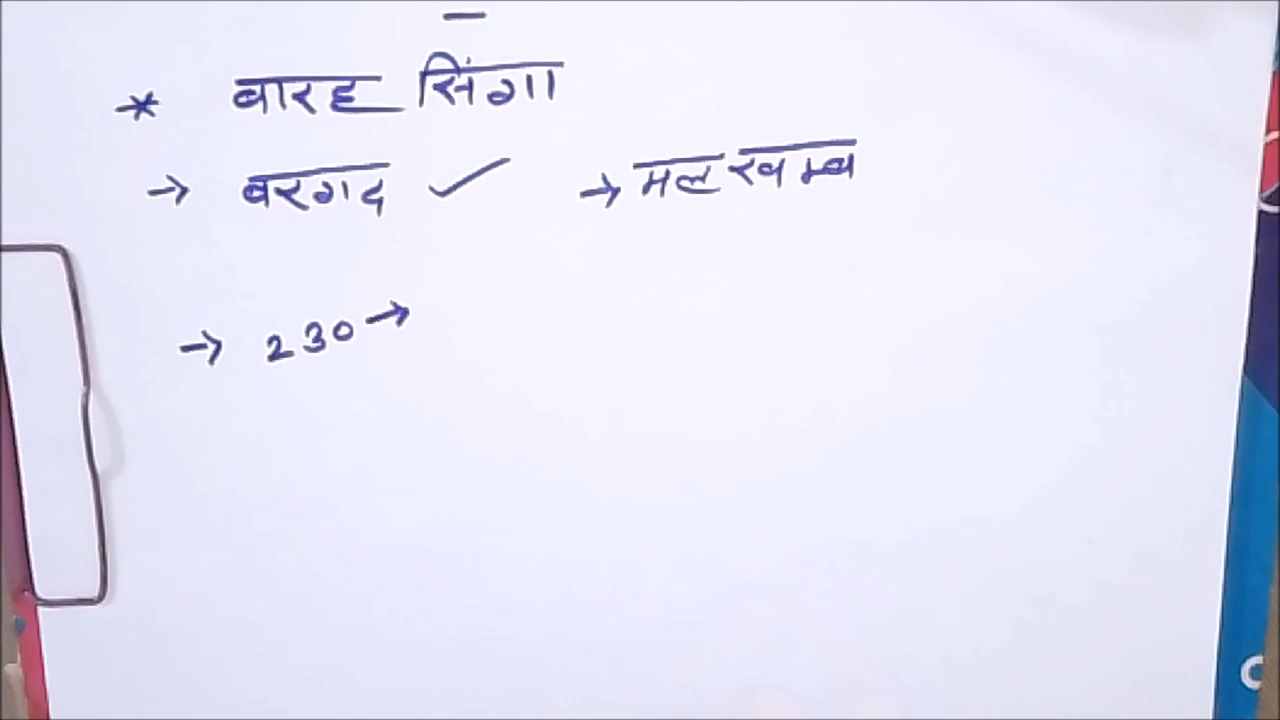 * बारह सिंगा
→ बरगद ✓ → मलखम्ब
→ 230 →